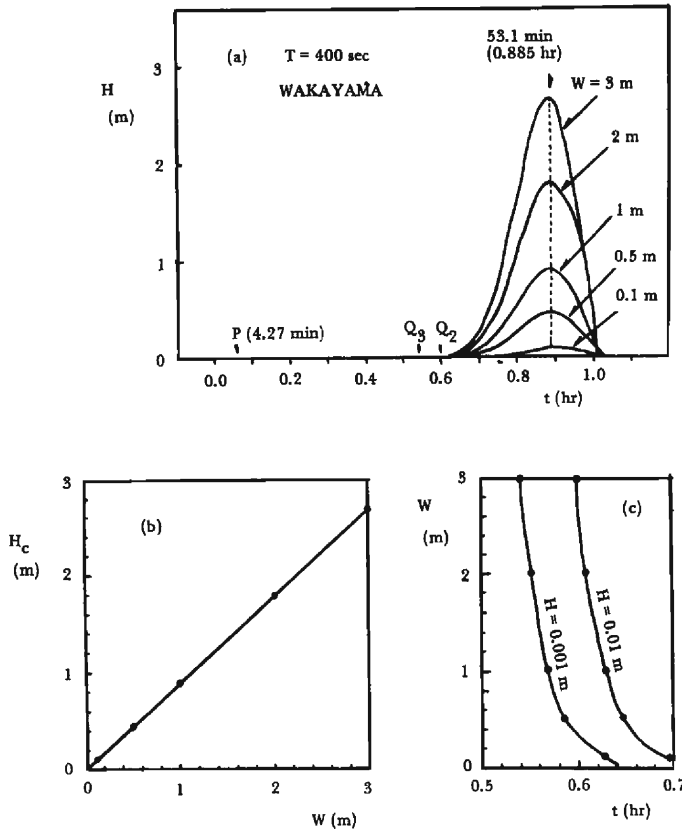 (a) T = 400 sec
WAKAYAMA
53.1 min
(0.885 hr)
W = 3 m
2 m
1 m
0.5 m
0.1 m
H
(m)
3
2
1
0
P (4.27 min)
Q3
Q2
0.0 0.2 0.4 0.6 0.8 1.0
t (hr)
(b)
Hc
(m)
3
2
1
0
0 1 2 3
W (m)
(c)
W
(m)
3
2
1
0
H = 0.001 m
H = 0.01 m
0.5 0.6 0.7
t (hr)